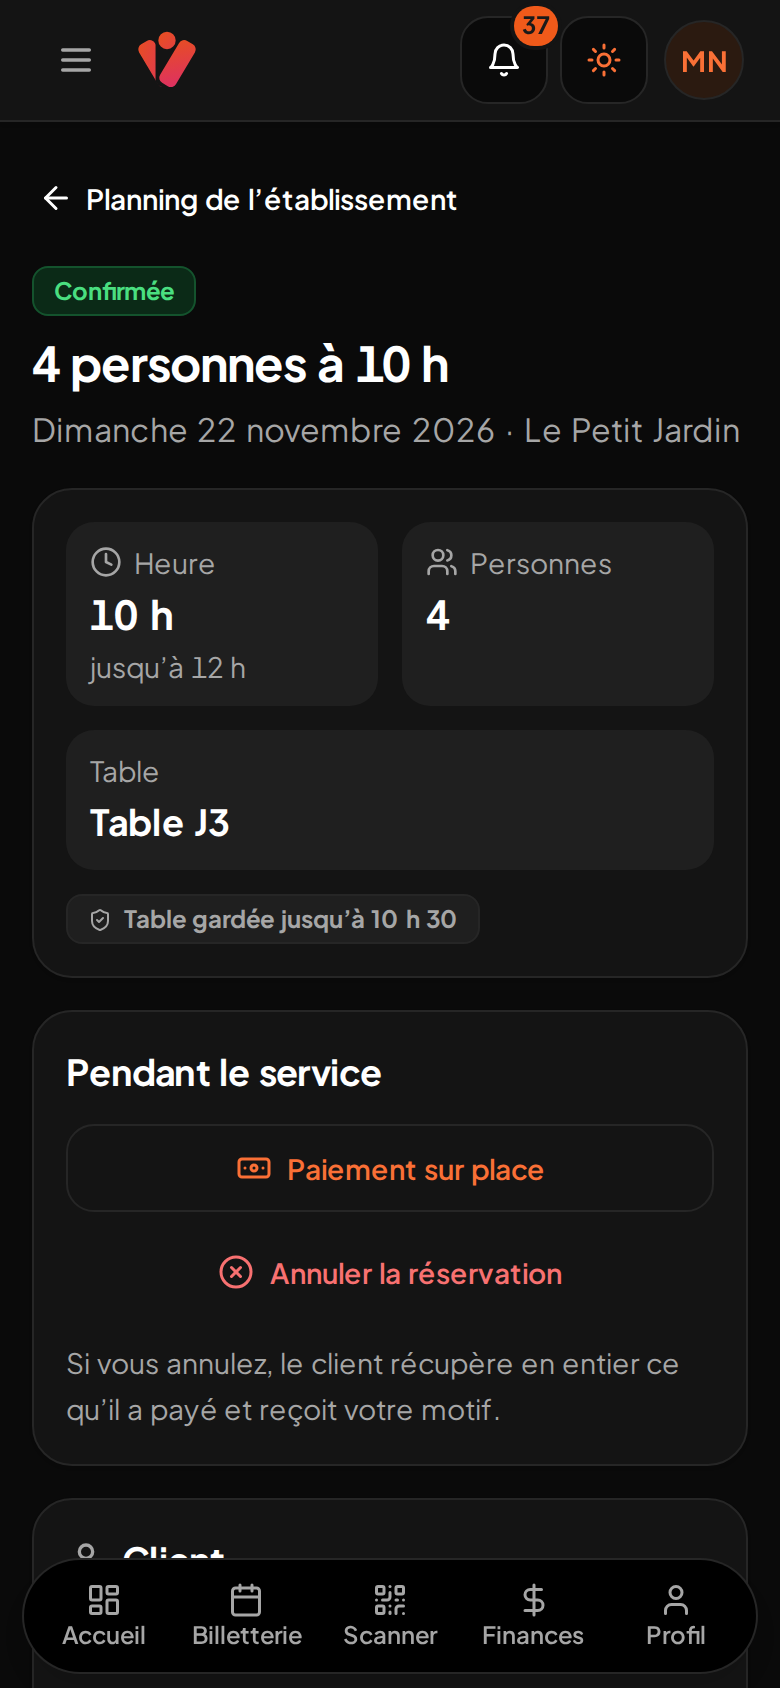 37
MN
Planning de l’établissement
Confirmée
4 personnes à 10 h
Dimanche 22 novembre 2026 · Le Petit Jardin
Heure
10 h
jusqu’à 12 h
Personnes
4
Table
Table J3
Table gardée jusqu’à 10 h 30
Pendant le service
Paiement sur place
Annuler la réservation
Si vous annulez, le client récupère en entier ce
qu’il a payé et reçoit votre motif.
Client
Accueil
Billetterie
Scanner
Finances
Profil